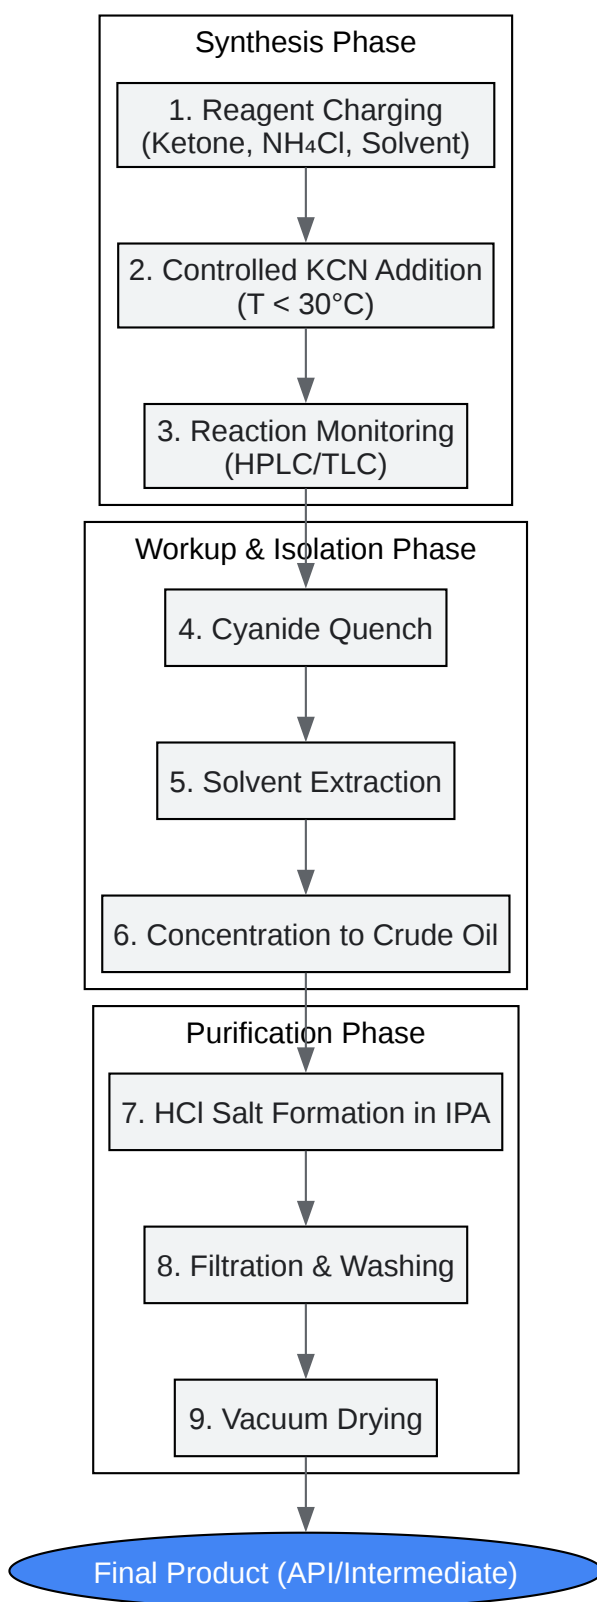 Synthesis Phase
1. Reagent Charging
(Ketone, NH₄Cl, Solvent)
2. Controlled KCN Addition
(T < 30°C)
3. Reaction Monitoring
(HPLC/TLC)
Workup & Isolation Phase
4. Cyanide Quench
5. Solvent Extraction
6. Concentration to Crude Oil
Purification Phase
7. HCl Salt Formation in IPA
8. Filtration & Washing
9. Vacuum Drying
Final Product (API/Intermediate)